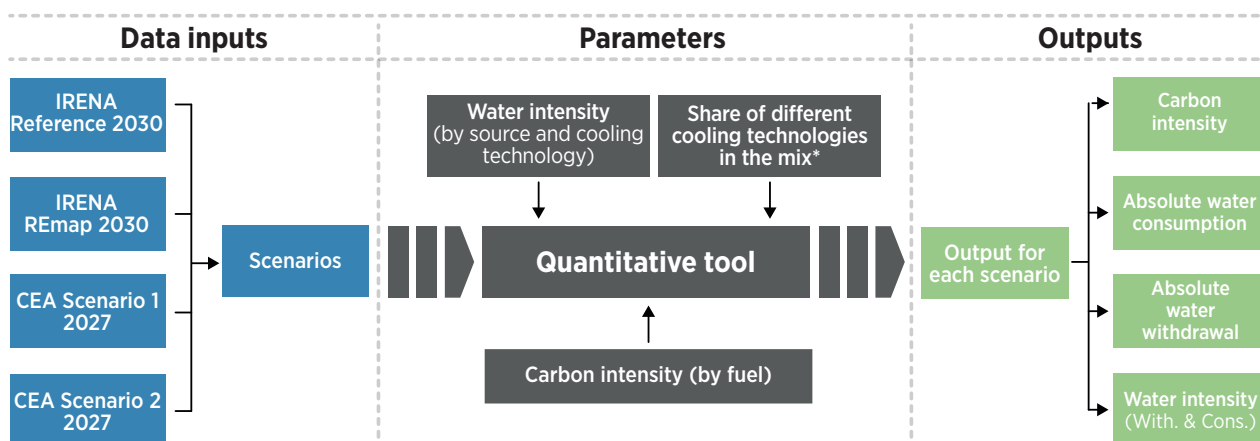 Data inputs
Parameters
Outputs
IRENA
Reference 2030
IRENA
REmap 2030
CEA Scenario 1
2027
CEA Scenario 2
2027
Scenarios
Water intensity
(by source and cooling
technology)
Share of different
cooling technologies
in the mix*
Quantitative tool
Carbon intensity (by fuel)
Output for
each scenario
Carbon
intensity
Absolute water
consumption
Absolute
water
withdrawal
Water intensity
(With. & Cons.)